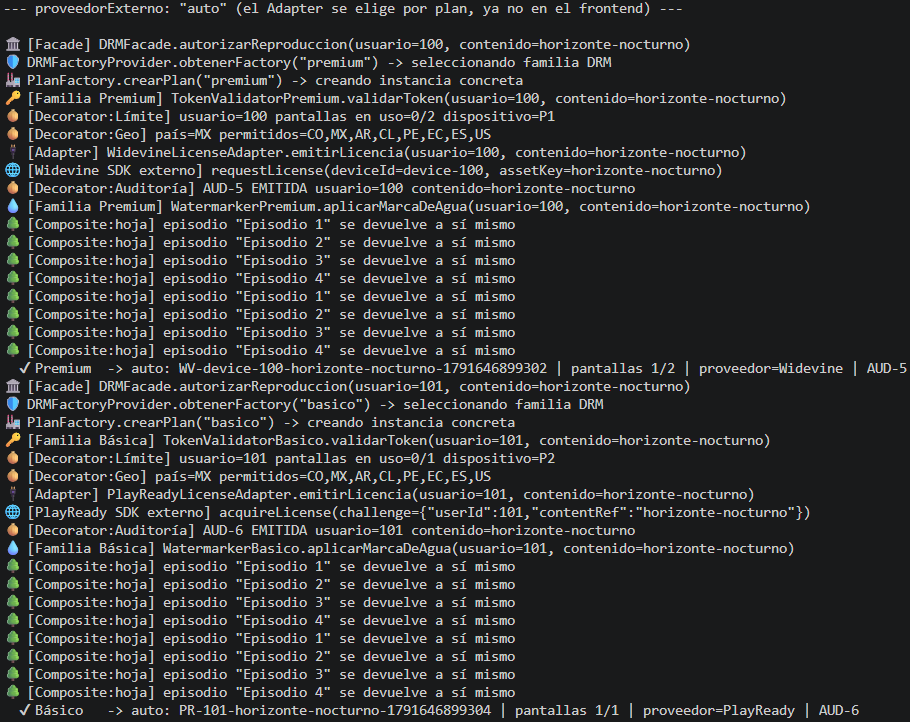 --- proveedorExterno: "auto" (el Adapter se elige por plan, ya no en el frontend) ---
🏛️ [Facade] DRMFacade.autorizarReproduccion(usuario=100, contenido=horizonte-nocturno)
🛡️ DRMFactoryProvider.obtenerFactory("premium") -> seleccionando familia DRM
🏭 PlanFactory.crearPlan("premium") -> creando instancia concreta
🔑 [Familia Premium] TokenValidatorPremium.validarToken(usuario=100, contenido=horizonte-nocturno)
🧅 [Decorator:Límite] usuario=100 pantallas en uso=0/2 dispositivo=P1
🧅 [Decorator:Geo] país=MX permitidos=CO,MX,AR,CL,PE,EC,ES,US
🔌 [Adapter] WidevineLicenseAdapter.emitirLicencia(usuario=100, contenido=horizonte-nocturno)
🌐 [Widevine SDK externo] requestLicense(deviceId=device-100, assetKey=horizonte-nocturno)
🧅 [Decorator:Auditoría] AUD-5 EMITIDA usuario=100 contenido=horizonte-nocturno
💧 [Familia Premium] WatermarkerPremium.aplicarMarcaDeAgua(usuario=100, contenido=horizonte-nocturno)
🌲 [Composite:hoja] episodio "Episodio 1" se devuelve a sí mismo
🌲 [Composite:hoja] episodio "Episodio 2" se devuelve a sí mismo
🌲 [Composite:hoja] episodio "Episodio 3" se devuelve a sí mismo
🌲 [Composite:hoja] episodio "Episodio 4" se devuelve a sí mismo
🌲 [Composite:hoja] episodio "Episodio 1" se devuelve a sí mismo
🌲 [Composite:hoja] episodio "Episodio 2" se devuelve a sí mismo
🌲 [Composite:hoja] episodio "Episodio 3" se devuelve a sí mismo
🌲 [Composite:hoja] episodio "Episodio 4" se devuelve a sí mismo
✓ Premium -> auto: WV-device-100-horizonte-nocturno-1791646899302 | pantallas 1/2 | proveedor=Widevine | AUD-5
🏛️ [Facade] DRMFacade.autorizarReproduccion(usuario=101, contenido=horizonte-nocturno)
🛡️ DRMFactoryProvider.obtenerFactory("basico") -> seleccionando familia DRM
🏭 PlanFactory.crearPlan("basico") -> creando instancia concreta
🔑 [Familia Básica] TokenValidatorBasico.validarToken(usuario=101, contenido=horizonte-nocturno)
🧅 [Decorator:Límite] usuario=101 pantallas en uso=0/1 dispositivo=P2
🧅 [Decorator:Geo] país=MX permitidos=CO,MX,AR,CL,PE,EC,ES,US
🔌 [Adapter] PlayReadyLicenseAdapter.emitirLicencia(usuario=101, contenido=horizonte-nocturno)
🌐 [PlayReady SDK externo] acquireLicense(challenge={"userId":101,"contentRef":"horizonte-nocturno"})
🧅 [Decorator:Auditoría] AUD-6 EMITIDA usuario=101 contenido=horizonte-nocturno
💧 [Familia Básica] WatermarkerBasico.aplicarMarcaDeAgua(usuario=101, contenido=horizonte-nocturno)
🌲 [Composite:hoja] episodio "Episodio 1" se devuelve a sí mismo
🌲 [Composite:hoja] episodio "Episodio 2" se devuelve a sí mismo
🌲 [Composite:hoja] episodio "Episodio 3" se devuelve a sí mismo
🌲 [Composite:hoja] episodio "Episodio 4" se devuelve a sí mismo
🌲 [Composite:hoja] episodio "Episodio 1" se devuelve a sí mismo
🌲 [Composite:hoja] episodio "Episodio 2" se devuelve a sí mismo
🌲 [Composite:hoja] episodio "Episodio 3" se devuelve a sí mismo
🌲 [Composite:hoja] episodio "Episodio 4" se devuelve a sí mismo
✓ Básico -> auto: PR-101-horizonte-nocturno-1791646899304 | pantallas 1/1 | proveedor=PlayReady | AUD-6